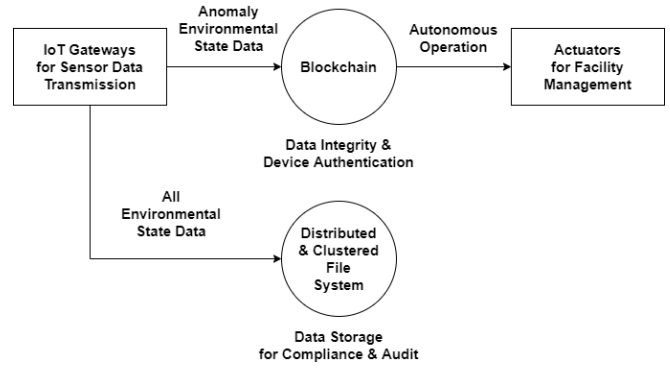 IoT Gateways
for Sensor Data
Transmission
Anomaly
Environmental
State Data
Blockchain
Data Integrity &
Device Authentication
Autonomous
Operation
Actuators
for Facility
Management
All
Environmental
State Data
Distributed
& Clustered
File
System
Data Storage
for Compliance & Audit